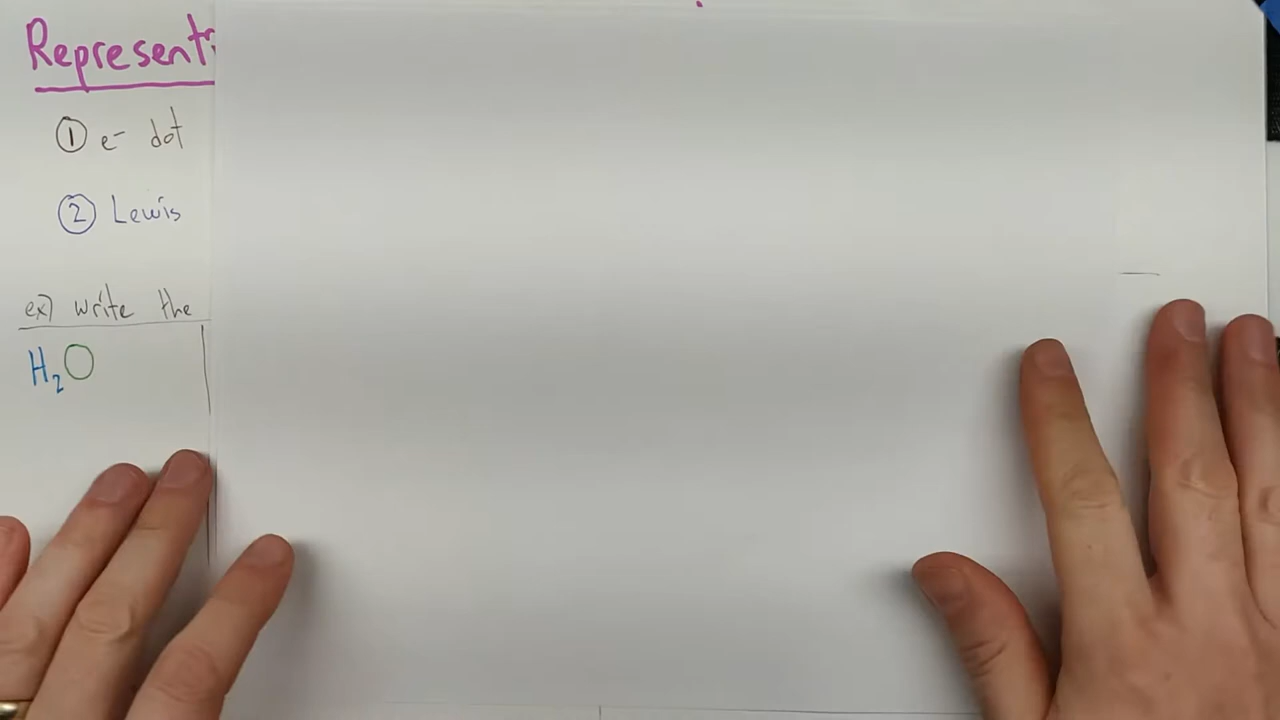 Represent
① e⁻ dot
② Lewis
ex) write the
H₂O